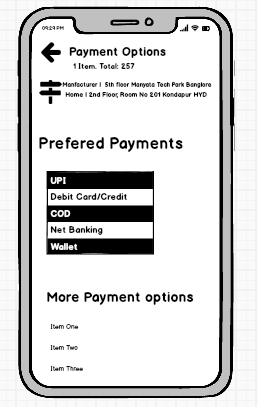 09:29 PM
Payment Options
1 Item. Total: 257
Manfacturer | 5th floor Manyata Tech Park Banglore
Home | 2nd Floor, Room No 201 Kondapur HYD
Prefered Payments
UPI
Debit Card/Credit
COD
Net Banking
Wallet
More Payment options
Item One
Item Two
Item Three